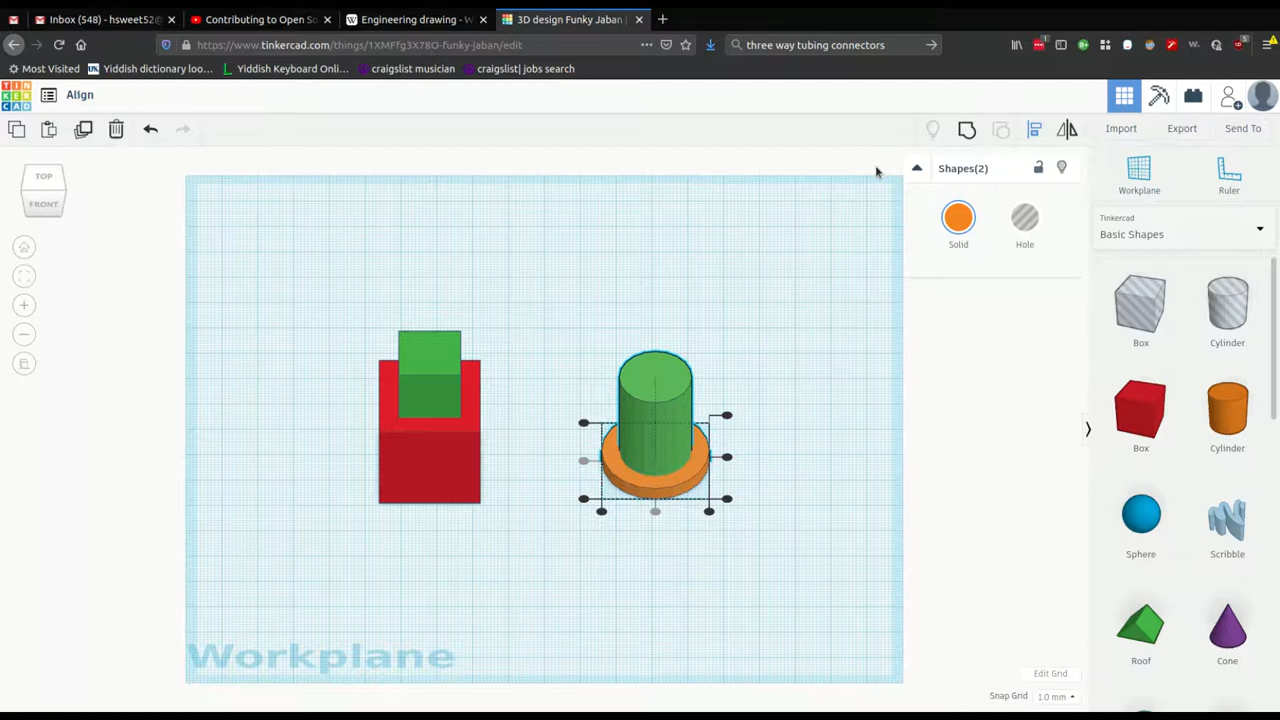 Inbox (548) - hsweet52@
Contributing to Open So
W Engineering drawing - W
3D design Funky Jaban |
https://www.tinkercad.com/things/1XMFfg3X78O-funky-jaban/edit
three way tubing connectors
Most Visited
Yiddish dictionary loo...
Yiddish Keyboard Onli...
craigslist musician
craigslist| jobs search
TIN
KER
CAD
Align
Import
Export
Send To
TOP
FRONT
Shapes(2)
Solid
Hole
Workplane
Ruler
Tinkercad
Basic Shapes
Box
Cylinder
Box
Cylinder
Sphere
Scribble
Roof
Cone
Workplane
Edit Grid
Snap Grid
1.0 mm